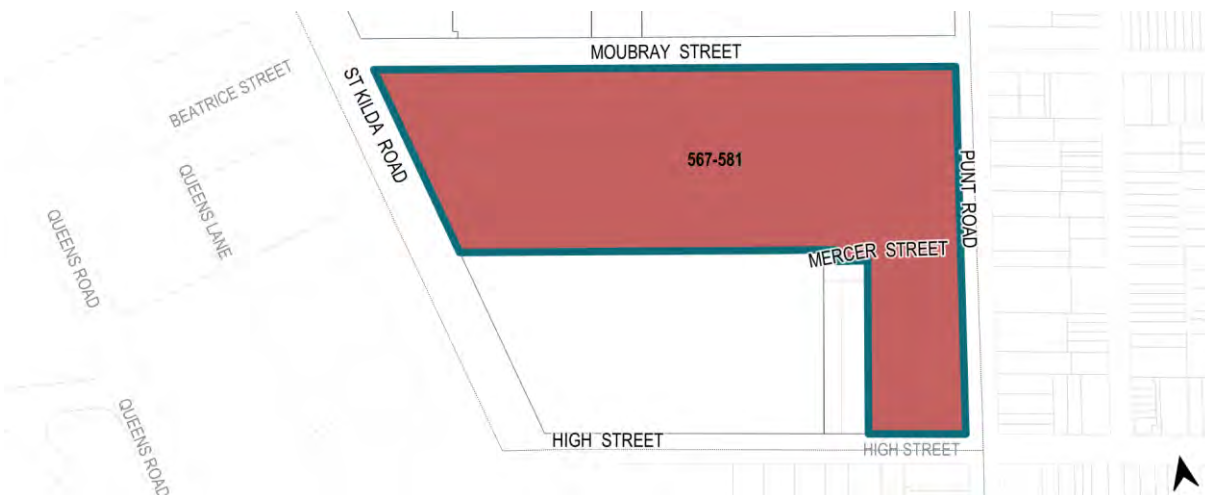 MOUBRAY STREET
BEATRICE STREET
ST KILDA ROAD
567-581
PUNT ROAD
QUEENS LANE
QUEENS ROAD
MERCER STREET
QUEENS ROAD
HIGH STREET
HIGH STREET